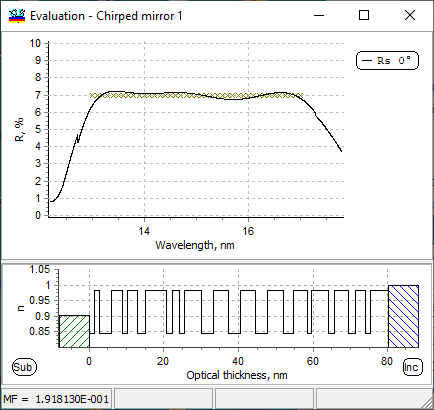 Evaluation - Chirped mirror 1
10
9
8
7
6
5
4
3
2
1
0
R, %
14
16
Wavelength, nm
Rs 0°
1.05
1
0.95
0.9
0.85
n
0
20
40
60
80
Optical thickness, nm
Sub
Inc
MF = 1.918130E-001